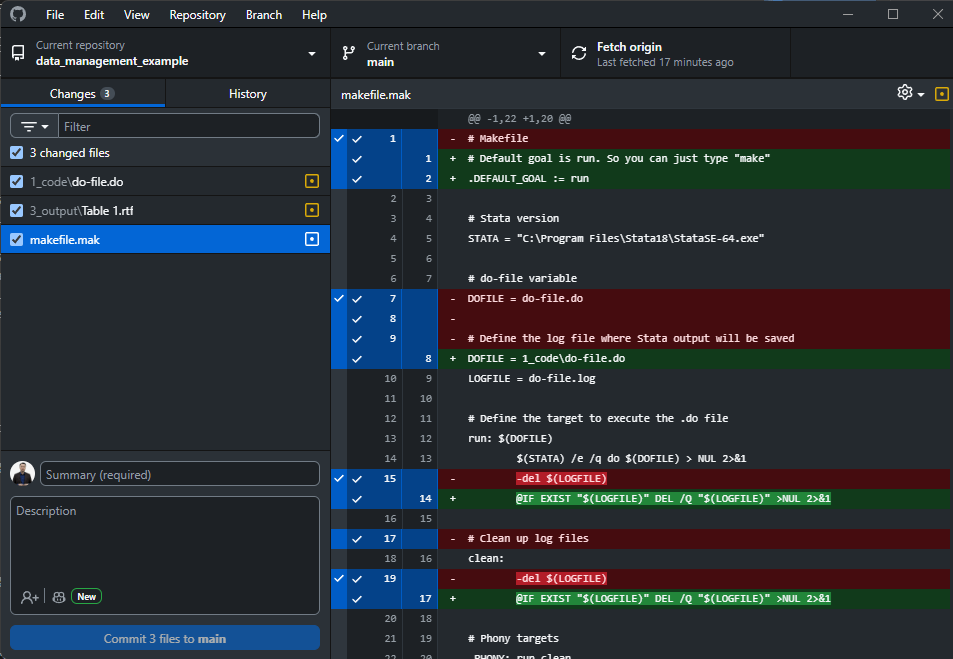 File Edit View Repository Branch Help
Current repository
data_management_example
Current branch
main
Fetch origin
Last fetched 17 minutes ago
Changes 3 History
Filter
3 changed files
1_code\do-file.do
3_output\Table 1.rtf
makefile.mak
Summary (required)
Description
New
Commit 3 files to main
makefile.mak
@@ -1,22 +1,20 @@
1 - # Makefile
1 + # Default goal is run. So you can just type "make"
2 + .DEFAULT_GOAL := run
2 3
3 4 # Stata version
4 5 STATA = "C:\Program Files\Stata18\StataSE-64.exe"
5 6
6 7 # do-file variable
7 - DOFILE = do-file.do
8 -
9 - # Define the log file where Stata output will be saved
8 + DOFILE = 1_code\do-file.do
10 9 LOGFILE = do-file.log
11 10
12 11 # Define the target to execute the .do file
13 12 run: $(DOFILE)
14 13 $(STATA) /e /q do $(DOFILE) > NUL 2>&1
15 - -del $(LOGFILE)
14 + @IF EXIST "$(LOGFILE)" DEL /Q "$(LOGFILE)" >NUL 2>&1
16 15
17 - # Clean up log files
18 16 clean:
19 - -del $(LOGFILE)
17 + @IF EXIST "$(LOGFILE)" DEL /Q "$(LOGFILE)" >NUL 2>&1
20 18
21 19 # Phony targets
22 20 .PHONY: run clean